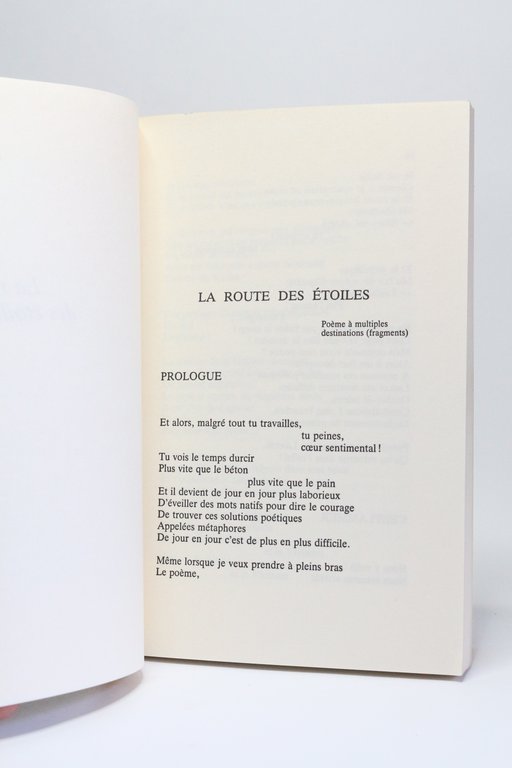 LA ROUTE DES ÉTOILES
Poème à multiples
destinations (fragments)
PROLOGUE
Et alors, malgré tout tu travailles,
tu peines,
cœur sentimental !
Tu vois le temps durcir
Plus vite que le béton
plus vite que le pain
Et il devient de jour en jour plus laborieux
D'éveiller des mots natifs pour dire le courage
De trouver ces solutions poétiques
Appelées métaphores
De jour en jour c'est de plus en plus difficile.
Même lorsque je veux prendre à pleins bras
Le poème,